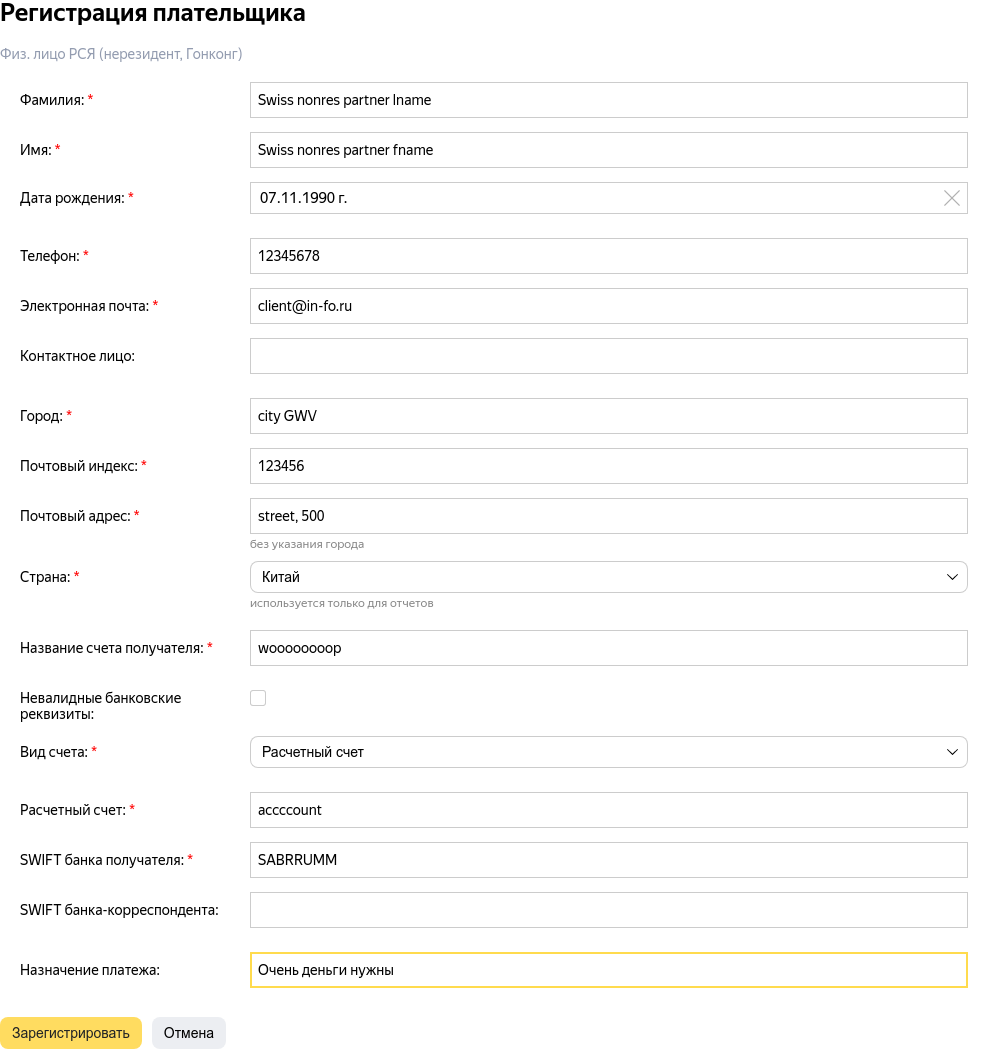 Регистрация плательщика
Физ. лицо РСЯ (нерезидент, Гонконг)
Фамилия: * Swiss nonres partner lname
Имя: * Swiss nonres partner fname
Дата рождения: * 07.11.1990 г.
Телефон: * 12345678
Электронная почта: * client@in-fo.ru
Контактное лицо:
Город: * city GWV
Почтовый индекс: * 123456
Почтовый адрес: * street, 500
без указания города
Страна: * Китай
используется только для отчетов
Название счета получателя: * woooooooop
Невалидные банковские
реквизиты:
Вид счета: * Расчетный счет
Расчетный счет: * accccount
SWIFT банка получателя: * SABRRUMM
SWIFT банка-корреспондента:
Назначение платежа: Очень деньги нужны
Зарегистрировать Отмена